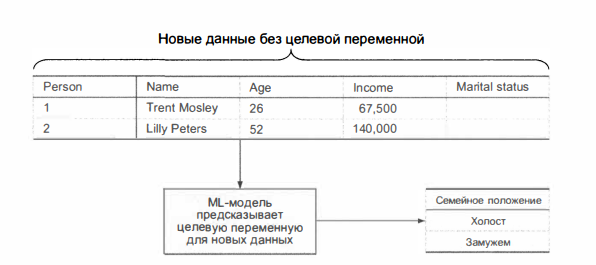 Новые данные без целевой переменной
Person Name Age Income Marital status
1 Trent Mosley 26 67,500
2 Lilly Peters 52 140,000
ML-модель
предсказывает
целевую переменную
для новых данных
Семейное положение
Холост
Замужем